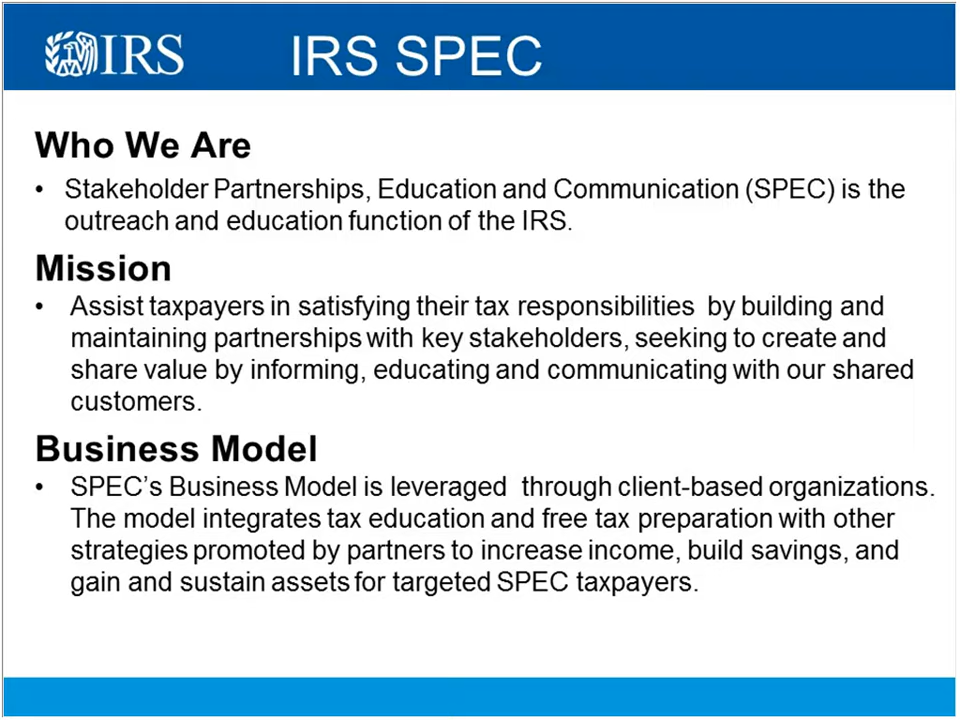 IRS
IRS SPEC
Who We Are
• Stakeholder Partnerships, Education and Communication (SPEC) is the
outreach and education function of the IRS.
Mission
• Assist taxpayers in satisfying their tax responsibilities by building and
maintaining partnerships with key stakeholders, seeking to create and
share value by informing, educating and communicating with our shared
customers.
Business Model
• SPEC’s Business Model is leveraged through client-based organizations.
The model integrates tax education and free tax preparation with other
strategies promoted by partners to increase income, build savings, and
gain and sustain assets for targeted SPEC taxpayers.